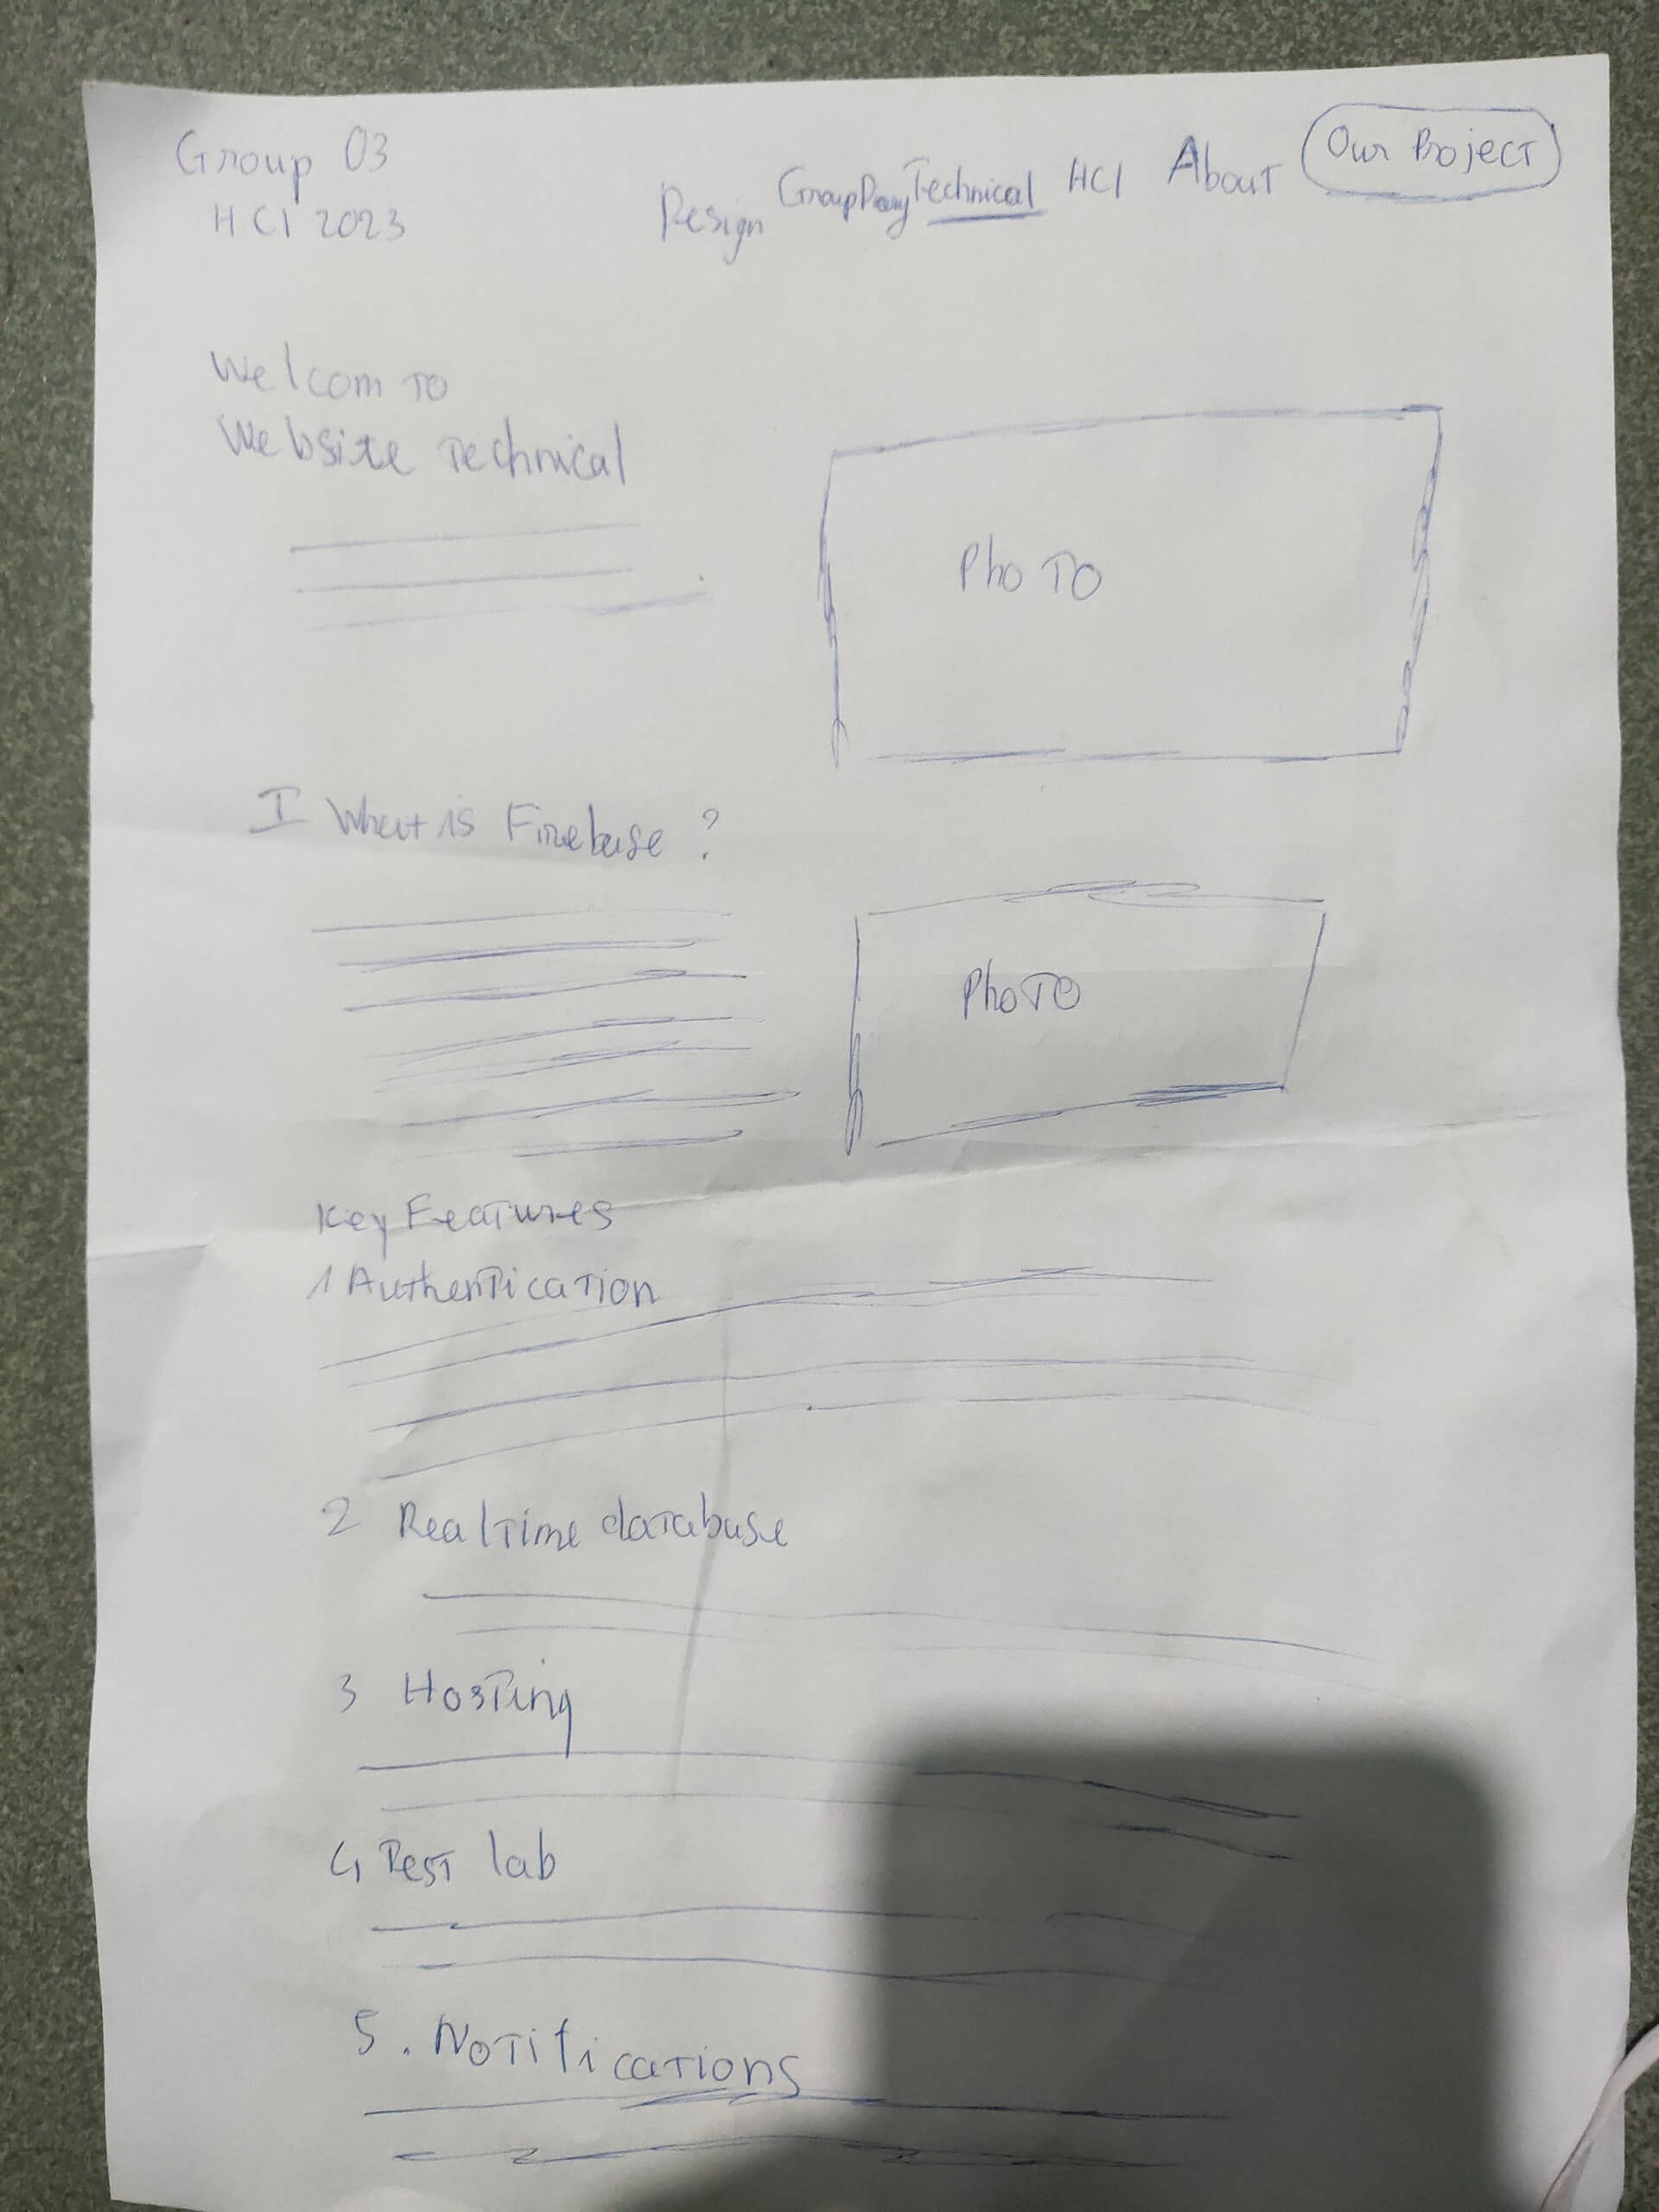 Group 03
HCI 2023
Design Group Technical HCI About Our Project
Welcom to
Website Technical
Photo
I What is Firebase ?
Photo
Key Features
1 Authentication
2 Realtime database
3 Hosting
4 Test lab
5. Notifications